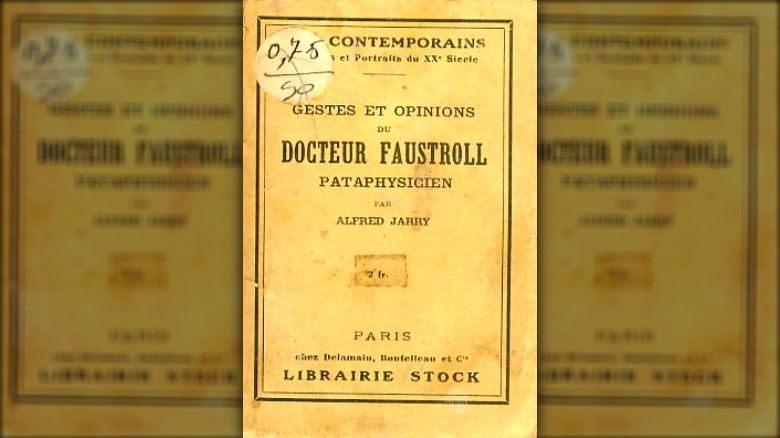 0,75
50
CONTEMPORAINS
et Portraits du XXᵉ Siècle
GESTES ET OPINIONS
DU
DOCTEUR FAUSTROLL
PATAPHYSICIEN
PAR
ALFRED JARRY
2 fr.
PARIS
chez Delamain, Boutelleau et Cⁱᵉ
LIBRAIRIE STOCK